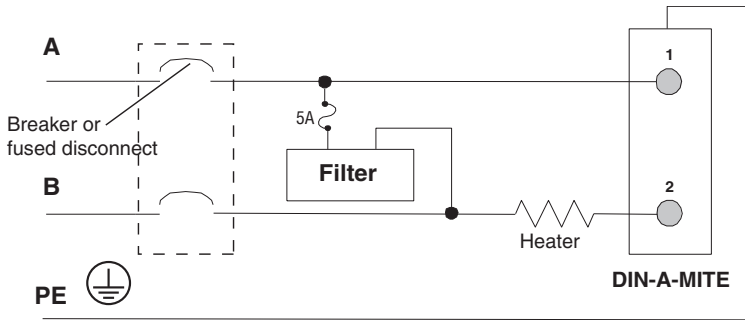 A
1
Breaker or
fused disconnect
5A
Filter
B
2
Heater
DIN-A-MITE
PE